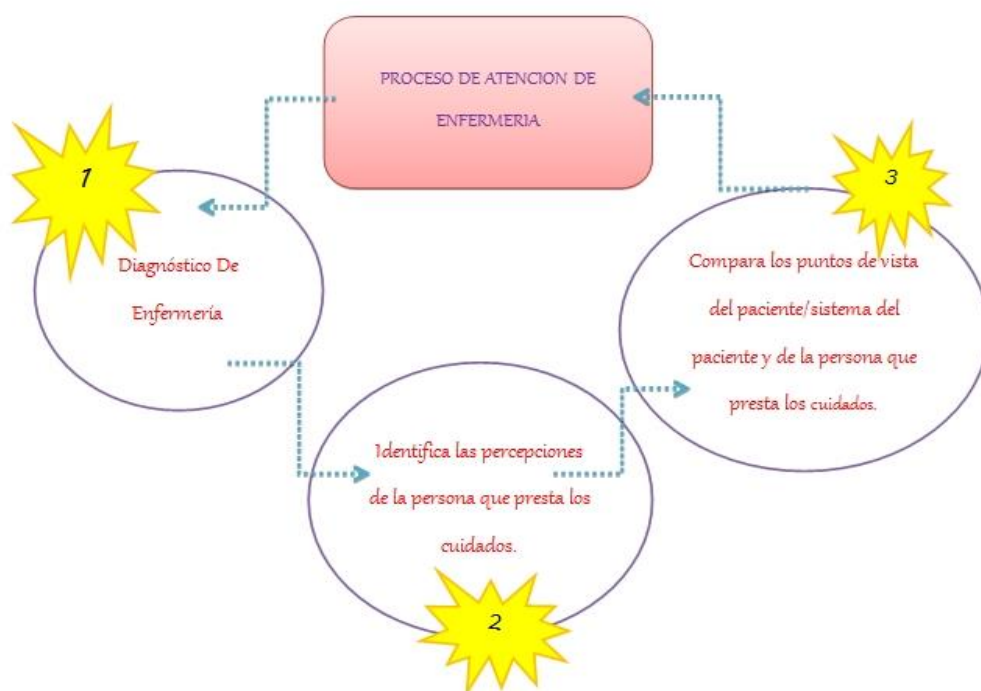 PROCESO DE ATENCION DE
ENFERMERIA
1
Diagnóstico De
Enfermería
2
Identifica las percepciones
de la persona que presta los
cuidados.
3
Compara los puntos de vista
del paciente/sistema del
paciente y de la persona que
presta los cuidados.